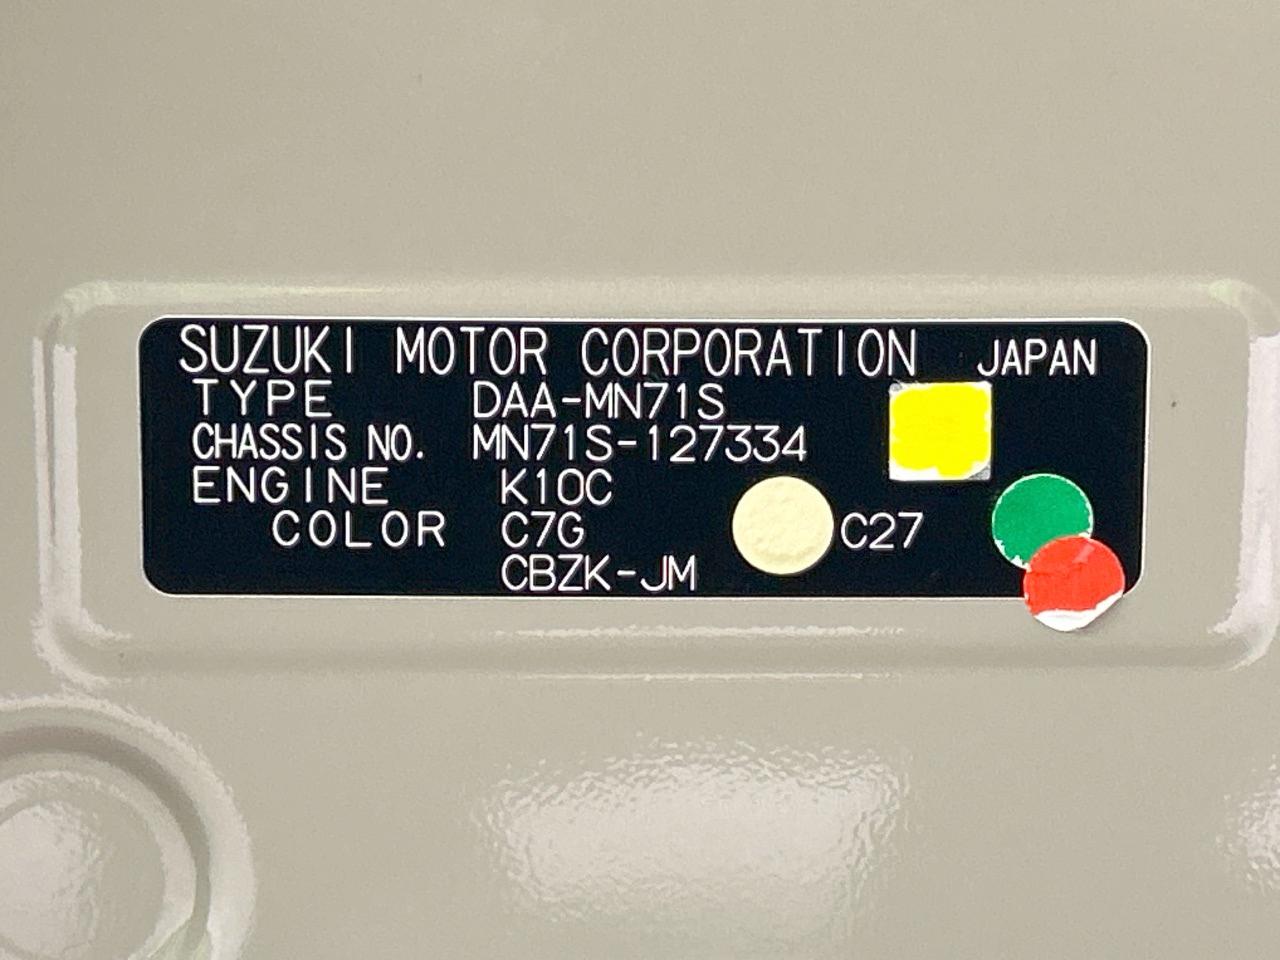 SUZUKI MOTOR CORPORATION JAPAN
TYPE DAA-MN71S
CHASSIS NO. MN71S-127334
ENGINE K10C
COLOR C7G C27
CBZK-JM